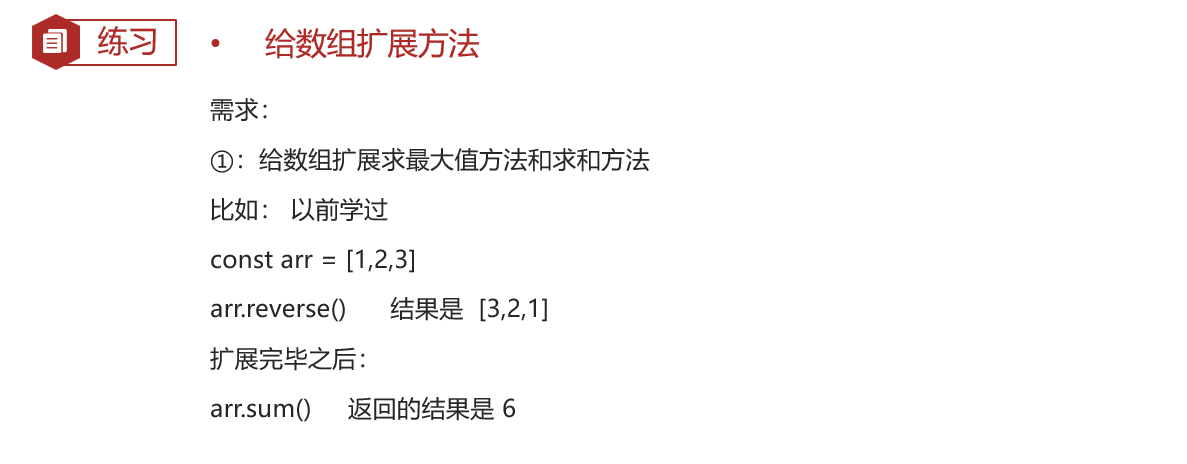 练习
• 给数组扩展方法
需求：
①：给数组扩展求最大值方法和求和方法
比如： 以前学过
const arr = [1,2,3]
arr.reverse() 结果是 [3,2,1]
扩展完毕之后：
arr.sum() 返回的结果是 6